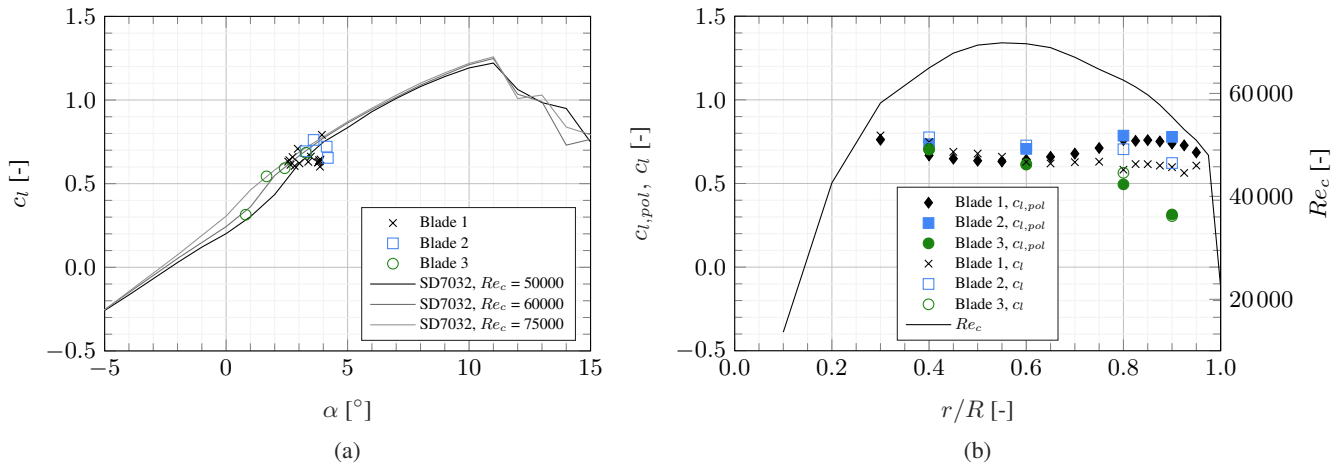 1.5
1.0
0.5
0.0
−0.5
−5
0
5
10
15
c_l [-]
α [°]
Blade 1
Blade 2
Blade 3
SD7032, Re_c = 50000
SD7032, Re_c = 60000
SD7032, Re_c = 75000
(a)
1.5
1.0
0.5
0.0
−0.5
0.0
0.2
0.4
0.6
0.8
1.0
c_{l,pol}, c_l [-]
r/R [-]
60 000
40 000
20 000
Re_c [-]
Blade 1, c_{l,pol}
Blade 2, c_{l,pol}
Blade 3, c_{l,pol}
Blade 1, c_l
Blade 2, c_l
Blade 3, c_l
Re_c
(b)